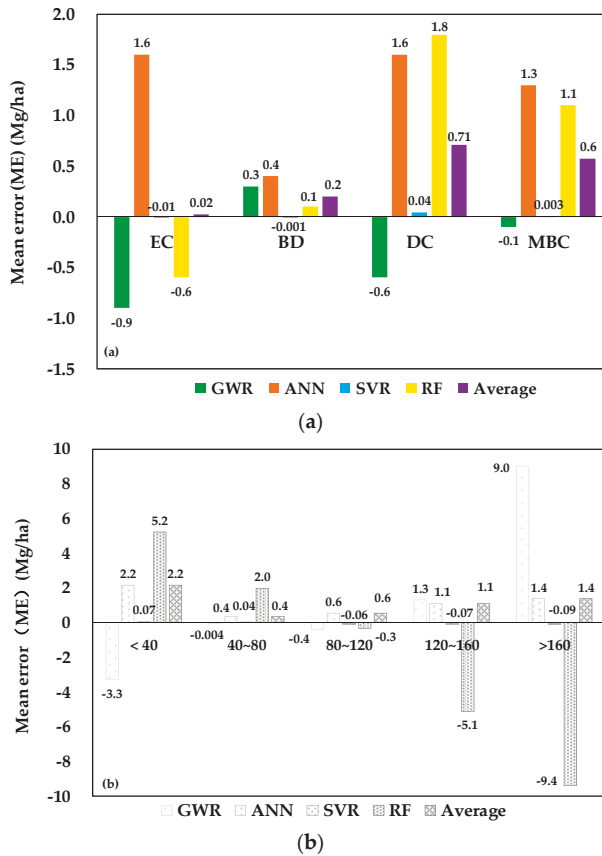 2.0
1.5
1.0
0.5
0.0
-0.5
-1.0
-1.5
Mean error (ME) (Mg/ha)
1.6 1.6 1.8 1.3 1.1
-0.01 0.02 0.3 0.4 0.1 0.2 0.04 0.71 0.003 0.6
-0.001
EC BD DC MBC
-0.9 -0.6 -0.6 -0.1
(a)
GWR ANN SVR RF Average
(a)
10
8
6
4
2
0
-2
-4
-6
-8
-10
Mean error（ME）(Mg/ha)
9.0
5.2
2.2 0.07 2.2 0.4 0.04 2.0 0.4 0.6 -0.06 0.6 1.3 1.1 -0.07 1.1 1.4 -0.09 1.4
-0.004 -0.4 -0.3
< 40 40~80 80~120 120~160 >160
-3.3
-5.1
-9.4
(b)
GWR ANN SVR RF Average
(b)